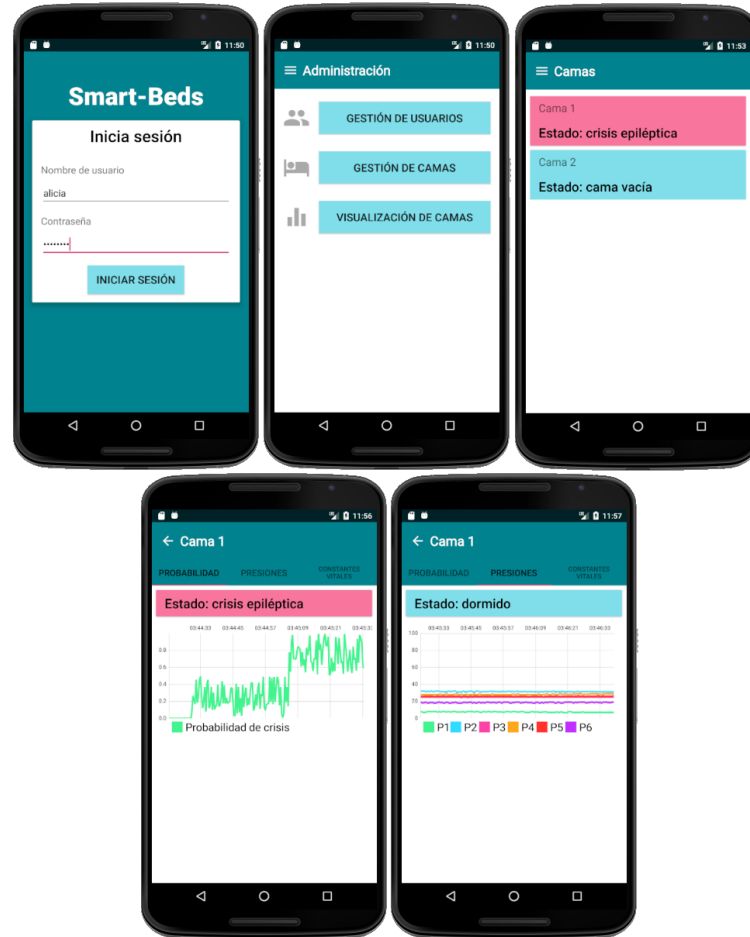 11:50
Smart-Beds
Inicia sesión
Nombre de usuario
alicia
Contraseña
········
INICIAR SESIÓN
11:50
Administración
GESTIÓN DE USUARIOS
GESTIÓN DE CAMAS
VISUALIZACIÓN DE CAMAS
11:53
Camas
Cama 1
Estado: crisis epiléptica
Cama 2
Estado: cama vacía
11:56
Cama 1
PROBABILIDAD PRESIONES CONSTANTES
VITALES
Estado: crisis epiléptica
03:44:33 03:44:45 03:44:57 03:45:09 03:45:21
0.8
0.6
0.4
0.2
0.0
Probabilidad de crisis
11:57
Cama 1
PROBABILIDAD PRESIONES CONSTANTES
VITALES
Estado: dormido
03:45:33 03:45:45 03:45:57 03:46:09 03:46:21 03:46:33
100
80
60
40
20
0
P1 P2 P3 P4 P5 P6